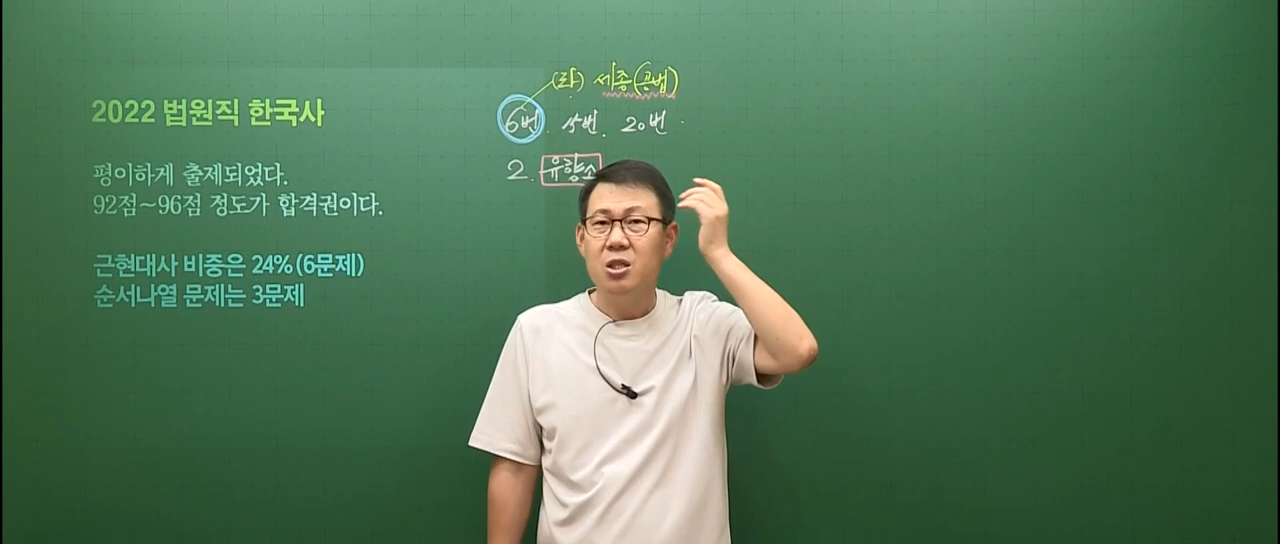 2022 법원직 한국사
평이하게 출제되었다.
92점~96점 정도가 합격권이다.
근현대사 비중은 24%(6문제)
순서나열 문제는 3문제
(라) 세종(공법)
6번. 15번. 20번.
2. 유향소